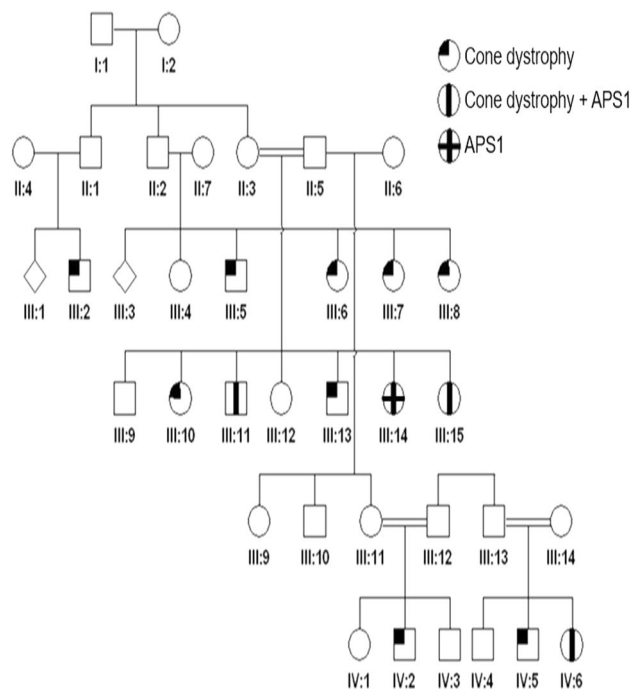 I:1 I:2
Cone dystrophy
Cone dystrophy + APS1
APS1
II:4 II:1 II:2 II:7 II:3 II:5 II:6
III:1 III:2 III:3 III:4 III:5 III:6 III:7 III:8
III:9 III:10 III:11 III:12 III:13 III:14 III:15
III:9 III:10 III:11 III:12 III:13 III:14
IV:1 IV:2 IV:3 IV:4 IV:5 IV:6